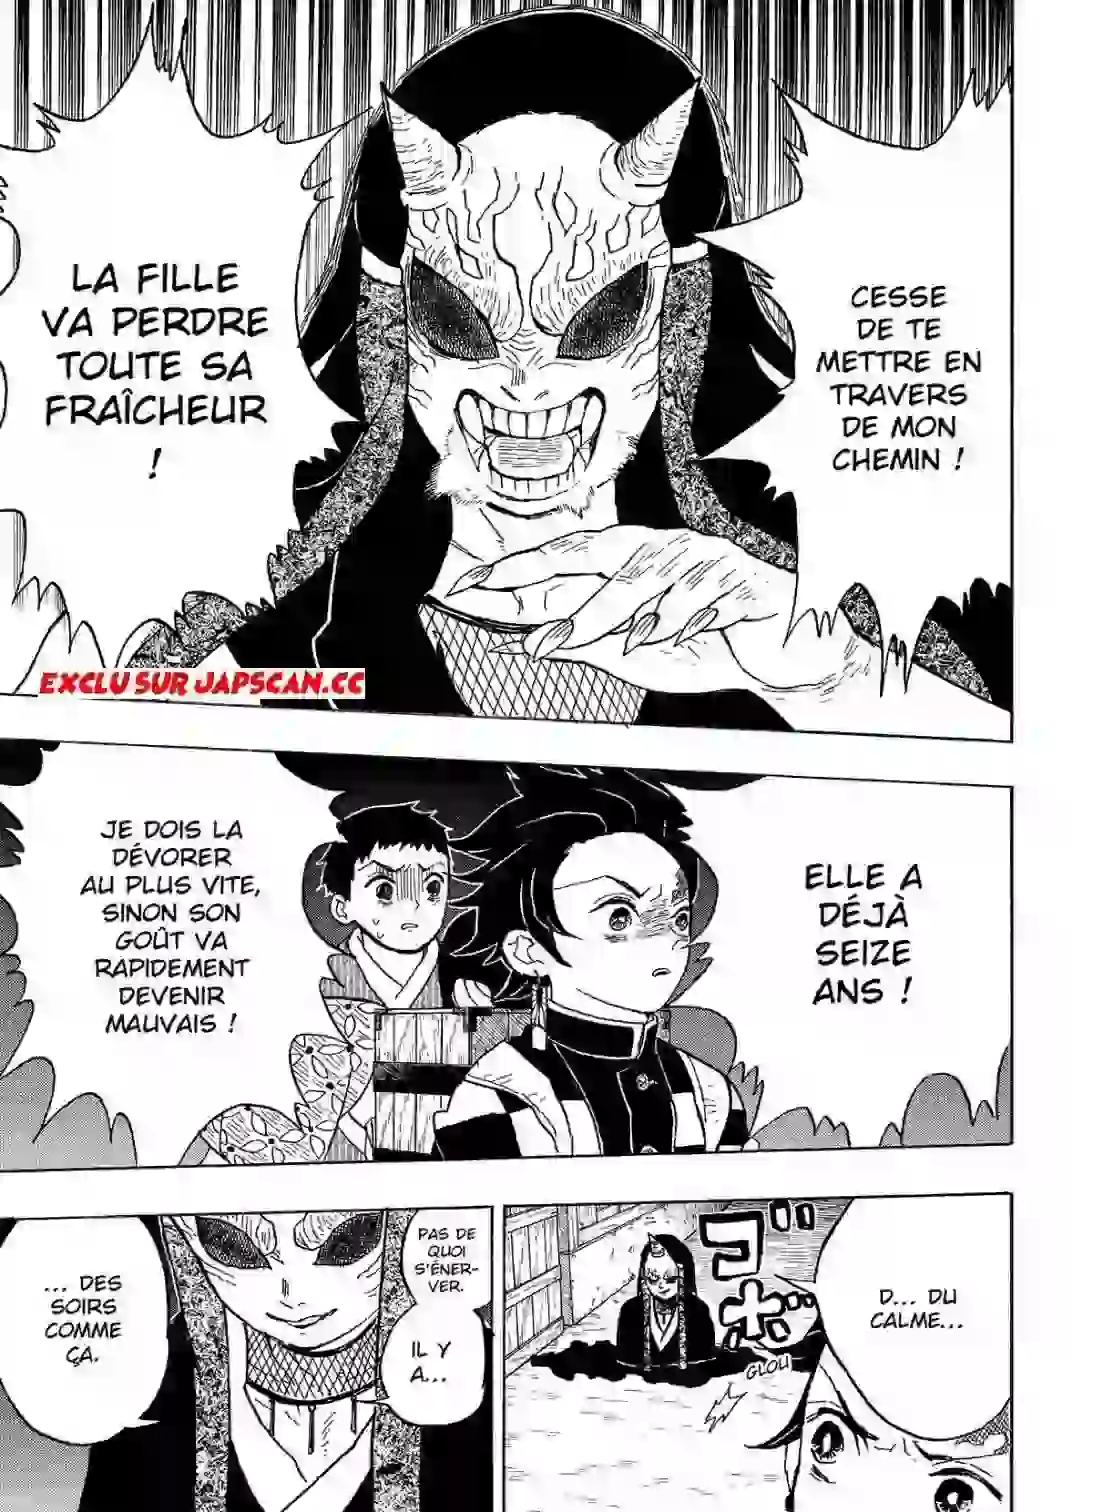 CESSE
DE TE
METTRE EN
TRAVERS
DE MON
CHEMIN !
LA FILLE
VA PERDRE
TOUTE SA
FRAÎCHEUR
!
EXCLU SUR JAPSCAN.CC
ELLE A
DÉJÀ
SEIZE
ANS !
JE DOIS LA
DÉVORER
AU PLUS VITE,
SINON SON
GOÛT VA
RAPIDEMENT
DEVENIR
MAUVAIS !
D... DU
CALME...
ゴ
ボ
GLOU
PAS DE
QUOI
S'ÉNER-
VER.
IL Y
A...
... DES
SOIRS
COMME
ÇA.